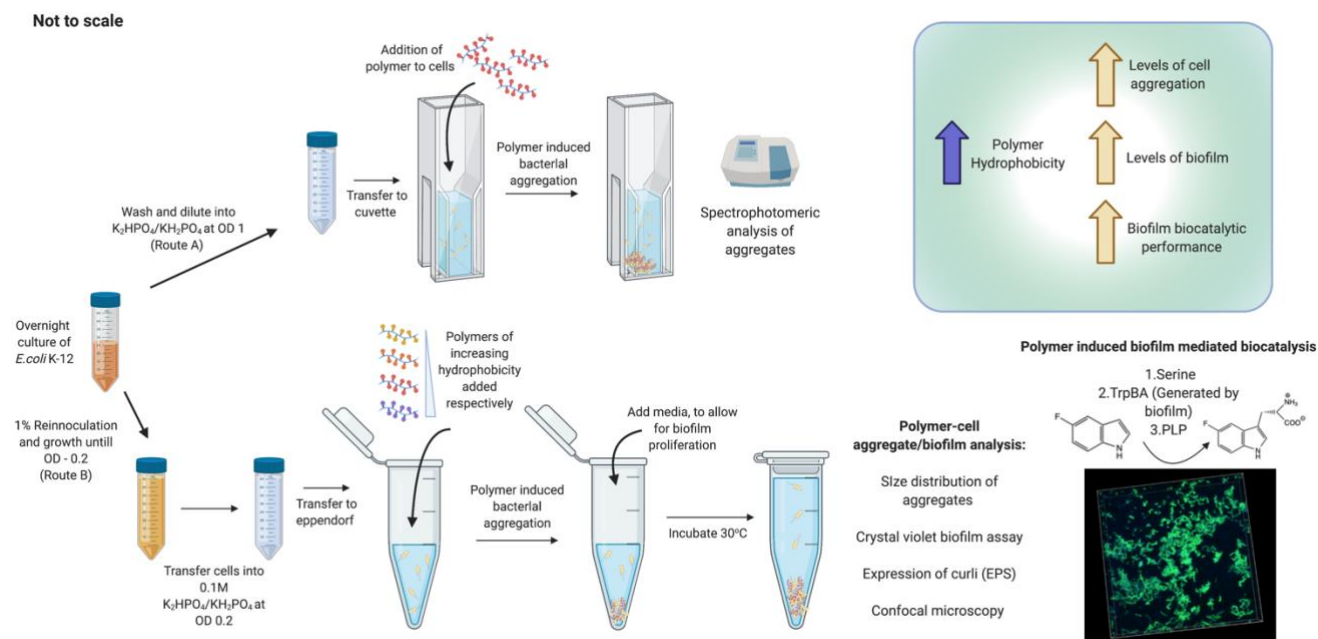 Not to scale
Addition of
polymer to cells
Transfer to
cuvette
Polymer induced
bacterial
aggregation
Spectrophotomeric
analysis of
aggregates
Wash and dilute into
K₂HPO₄/KH₂PO₄ at OD 1
(Route A)
Overnight
culture of
E.coli K-12
1% Reinnoculation
and growth untill
OD - 0.2
(Route B)
Transfer cells into
0.1M
K₂HPO₄/KH₂PO₄ at
OD 0.2
Transfer to
eppendorf
Polymers of
increasing
hydrophobicity
added
respectively
Polymer induced
bacterial
aggregation
Add media, to allow
for biofilm
proliferation
Incubate 30°C
Polymer
Hydrophobicity
Levels of cell
aggregation
Levels of biofilm
Biofilm biocatalytic
performance
Polymer-cell
aggregate/biofilm analysis:
SIze distribution of
aggregates
Crystal violet biofilm assay
Expression of curli (EPS)
Confocal microscopy
Polymer induced biofilm mediated biocatalysis
1.Serine
2.TrpBA (Generated by
biofilm)
3.PLP
F
N
H
F
N
H
⊕
NH₃
COO⊖